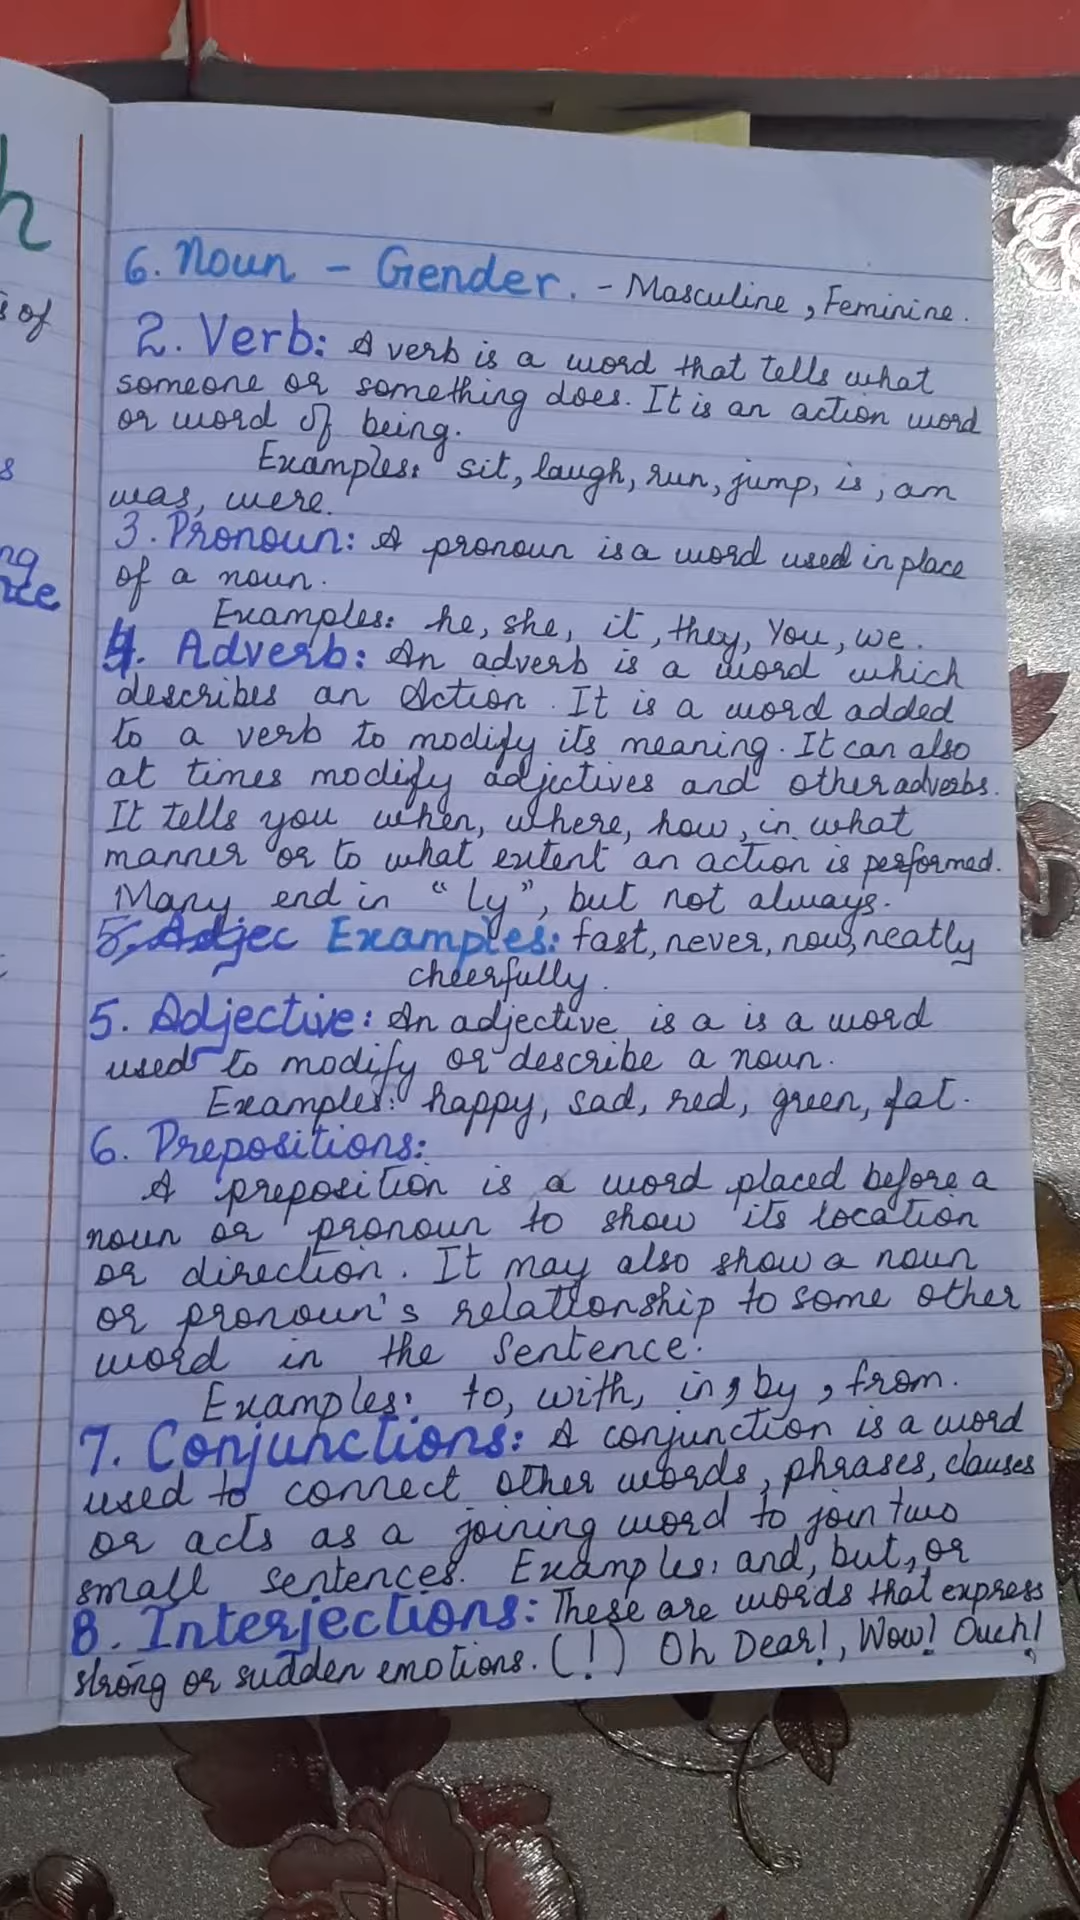 h
s of
s
ng
6. Noun - Gender. - Masculine, Feminine.
2. Verb: A verb is a word that tells what
someone or something does. It is an action word
or word of being.
Examples: sit, laugh, run, jump, is, am
was, were.
3. Pronoun: A pronoun is a word used in place
of a noun.
Examples: he, she, it, they, You, we.
4. Adverb: An adverb is a word which
describes an Action. It is a word added
to a verb to modify its meaning. It can also
at times modify adjectives and other adverbs.
It tells you when, where, how, in what
manner or to what extent an action is performed.
Many end in "ly", but not always.
5. Adjec Examples: fast, never, now, neatly
cheerfully.
5. Adjective: An adjective is a is a word
used to modify or describe a noun.
Examples: happy, sad, red, green, fat.
6. Prepositions:
A preposition is a word placed before a
noun or pronoun to show its location
or direction. It may also show a noun
or pronoun's relationship to some other
word in the Sentence.
Examples: to, with, in, by, from.
7. Conjunctions: A conjunction is a word
used to connect other words, phrases, clauses
or acts as a joining word to join two
small sentences. Examples: and, but, or
8. Interjections: These are words that express
strong or sudden emotions. (!) Oh Dear!, Wow! Ouch!